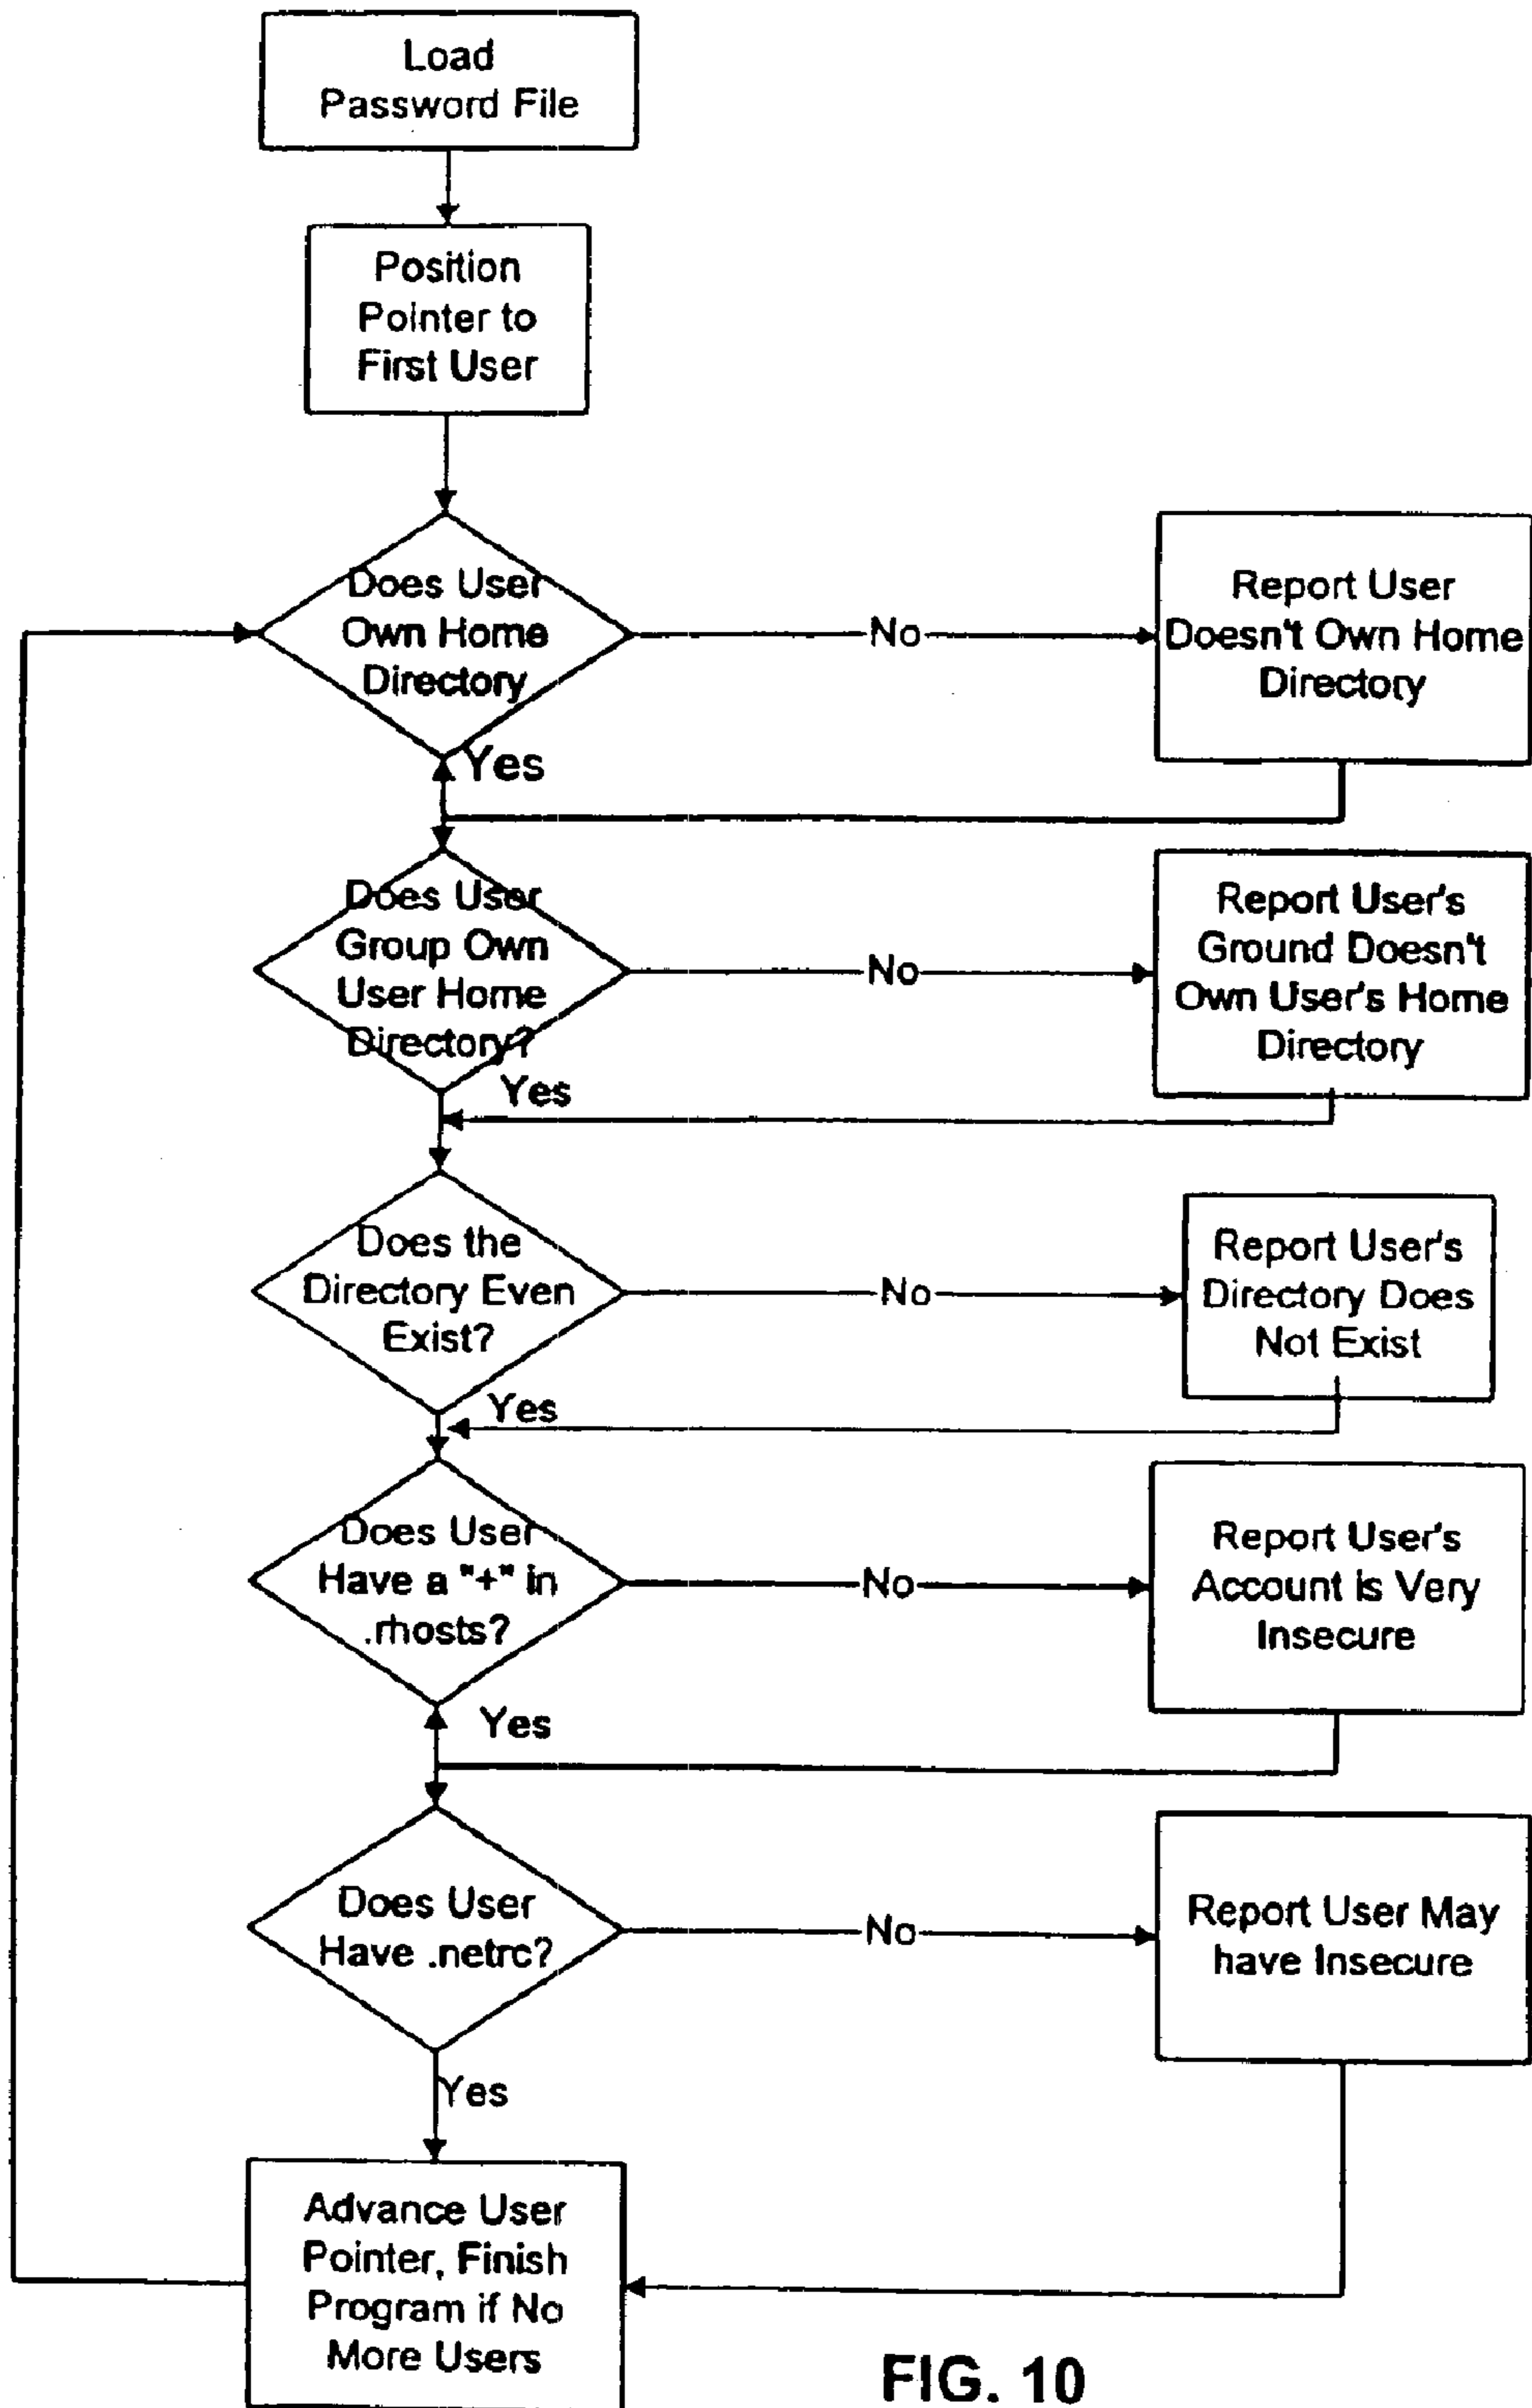 Load
Password File
Position
Pointer to
First User
Does User
Own Home
Directory
No
Report User
Doesn't Own Home
Directory
Yes
Does User
Group Own
User Home
Directory?
No
Report User's
Ground Doesn't
Own User's Home
Directory
Yes
Does the
Directory Even
Exist?
No
Report User's
Directory Does
Not Exist
Yes
Does User
Have a "+" in
.rhosts?
No
Report User's
Account is Very
Insecure
Yes
Does User
Have .netrc?
No
Report User May
have Insecure
Yes
Advance User
Pointer, Finish
Program if No
More Users
FIG. 10